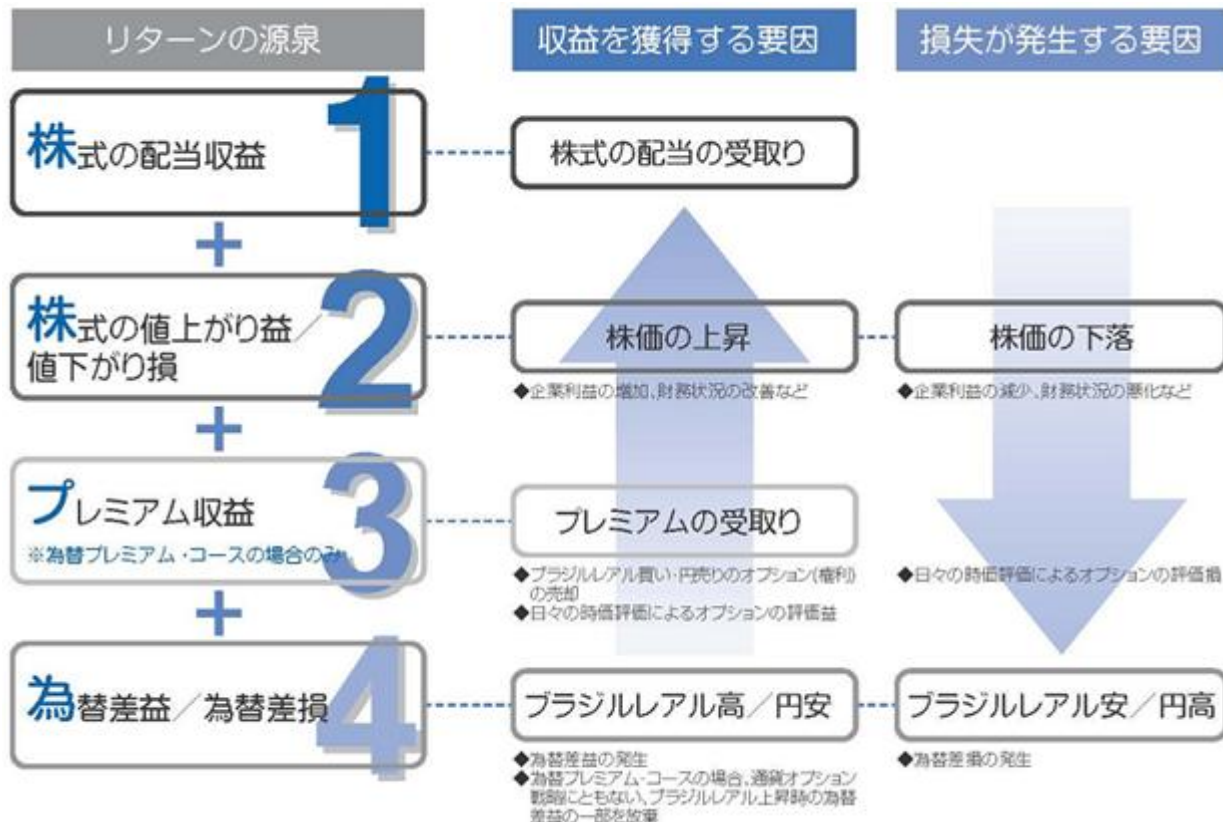 リターンの源泉
収益を獲得する要因
損失が発生する要因
株式の配当収益
1
株式の配当の受取り
+
株式の値上がり益／
値下がり損
2
株価の上昇
◆企業利益の増加、財務状況の改善など
株価の下落
◆企業利益の減少、財務状況の悪化など
+
プレミアム収益
※為替プレミアム・コースの場合のみ
3
プレミアムの受取り
◆ブラジルレアル買い・円売りのオプション(権利)
の売却
◆日々の時価評価によるオプションの評価益
◆日々の時価評価によるオプションの評価損
+
為替差益／為替差損
4
ブラジルレアル高／円安
◆為替差益の発生
◆為替プレミアム・コースの場合、通貨オプション
戦略にともない、ブラジルレアル上昇時の為替
差益の一部を放棄
ブラジルレアル安／円高
◆為替差損の発生